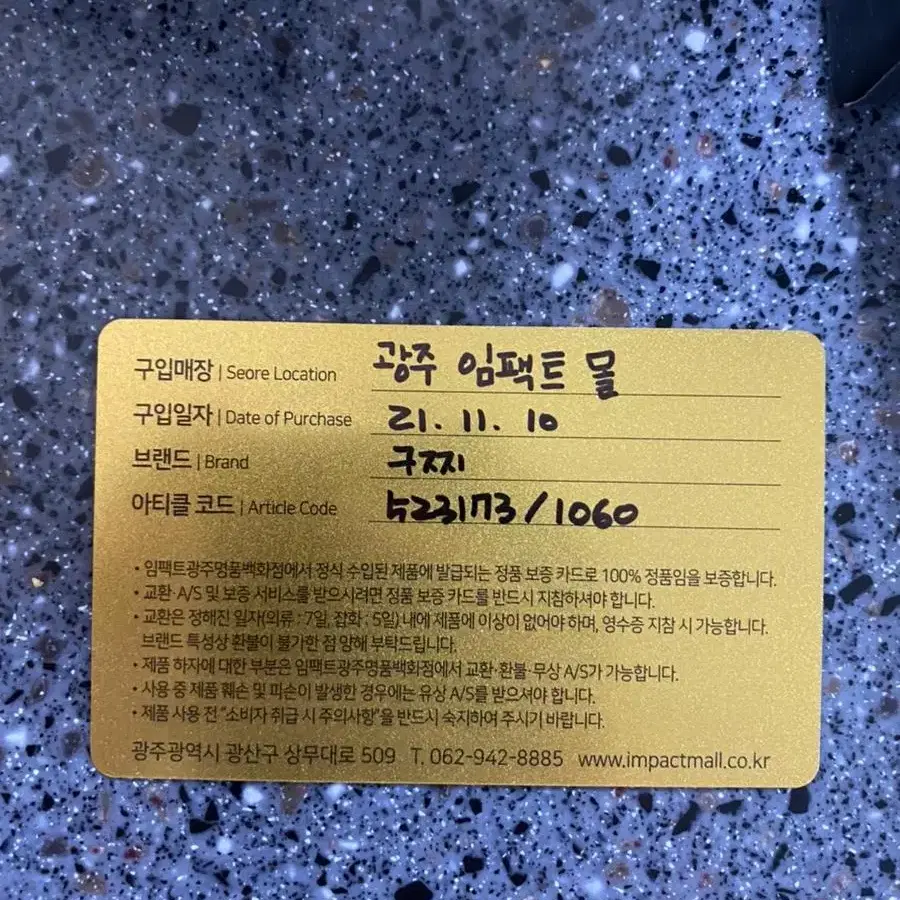 구입매장 | Seore Location 광주 임팩트 몰
구입일자 | Date of Purchase 21. 11. 10
브랜드 | Brand 구찌
아티클 코드 | Article Code 523173/1060
• 임팩트광주명품백화점에서 정식 수입된 제품에 발급되는 정품 보증 카드로 100% 정품임을 보증합니다.
• 교환· A/S 및 보증 서비스를 받으시려면 정품 보증 카드를 반드시 지참하셔야 합니다.
• 교환은 정해진 일자(의류 : 7일, 잡화 : 5일) 내에 제품에 이상이 없어야 하며, 영수증 지참 시 가능합니다.
브랜드 특성상 환불이 불가한 점 양해 부탁드립니다.
• 제품 하자에 대한 부분은 임팩트광주명품백화점에서 교환·환불·무상 A/S가 가능합니다.
• 사용 중 제품 훼손 및 파손이 발생한 경우에는 유상 A/S를 받으셔야 합니다.
• 제품 사용 전 "소비자 취급 시 주의사항"을 반드시 숙지하여 주시기 바랍니다.
광주광역시 광산구 상무대로 509 T. 062-942-8885 www.impactmall.co.kr